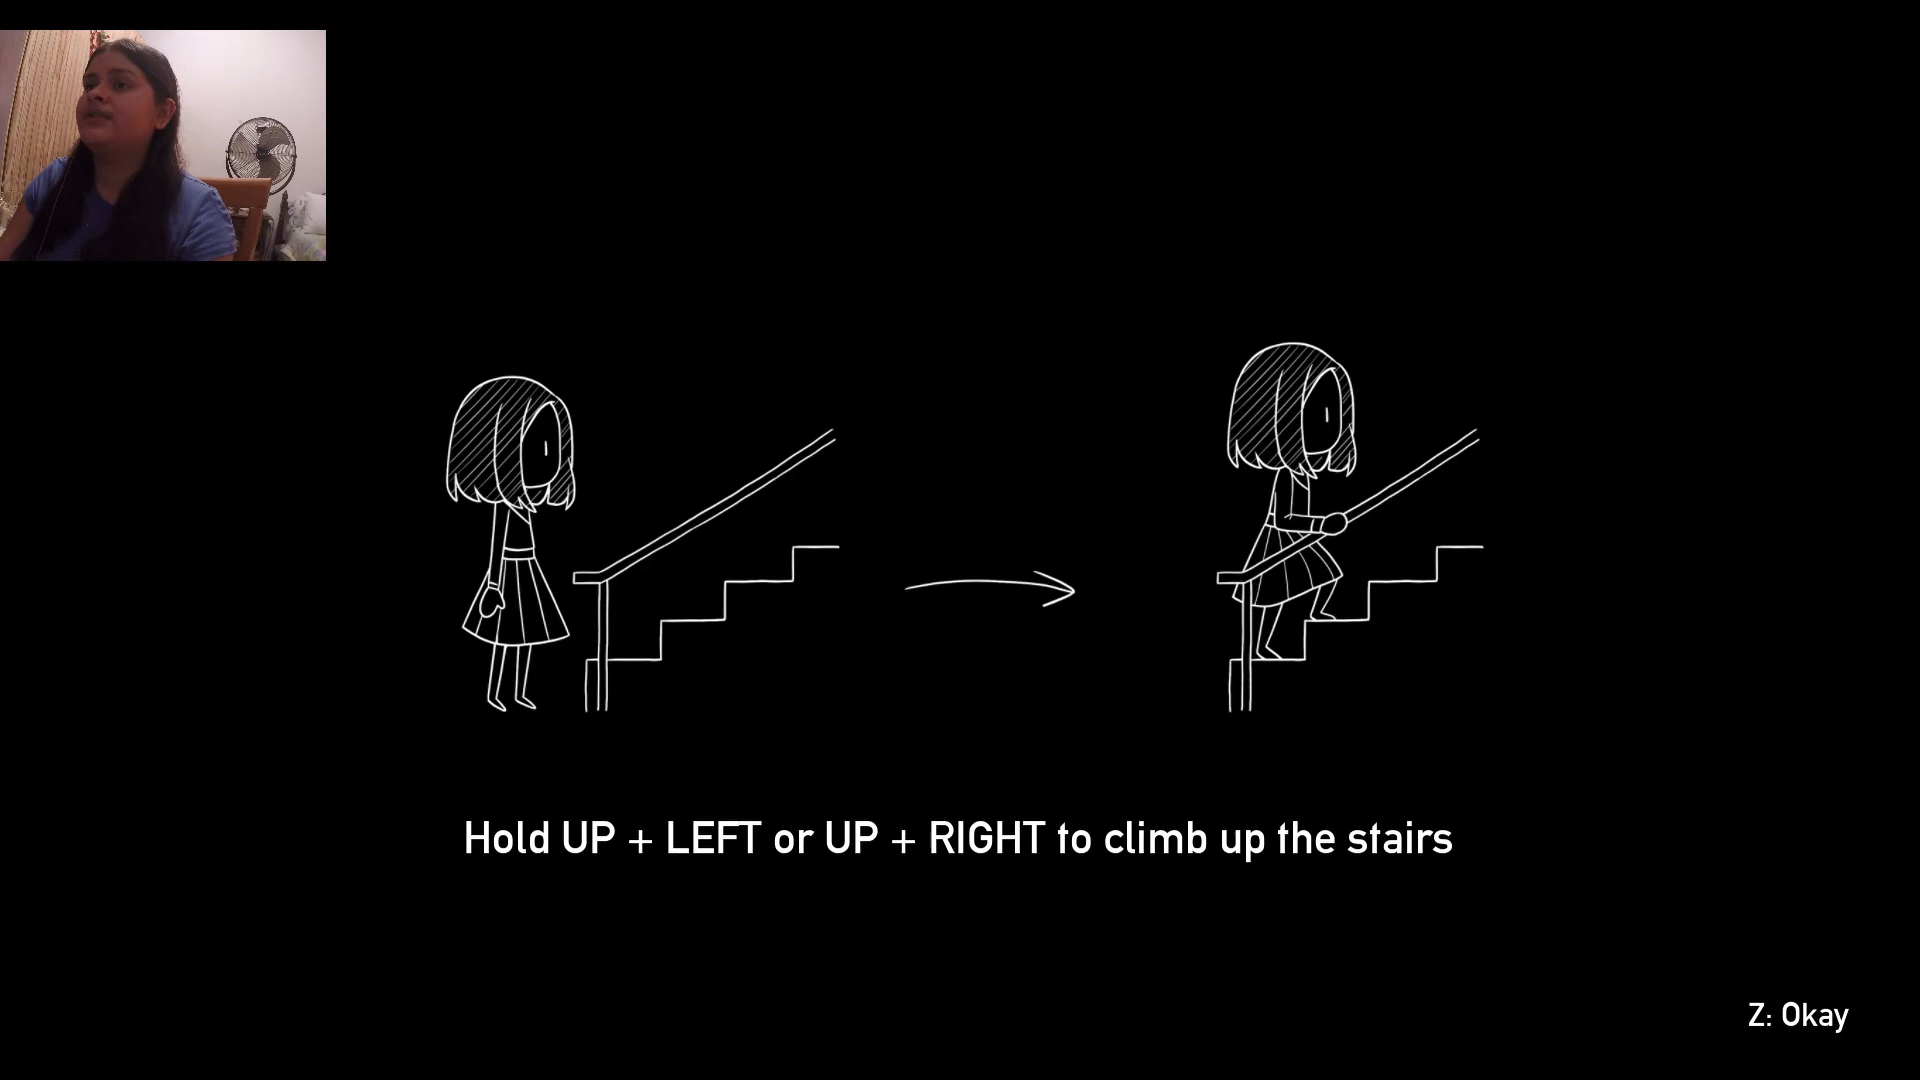 Hold UP + LEFT or UP + RIGHT to climb up the stairs
Z: Okay